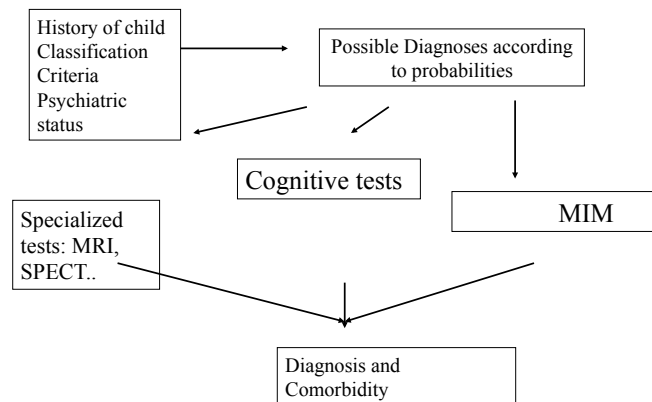 History of child
Classification
Criteria
Psychiatric
status
Possible Diagnoses according
to probabilities
Cognitive tests
MIM
Specialized
tests: MRI,
SPECT..
Diagnosis and
Comorbidity